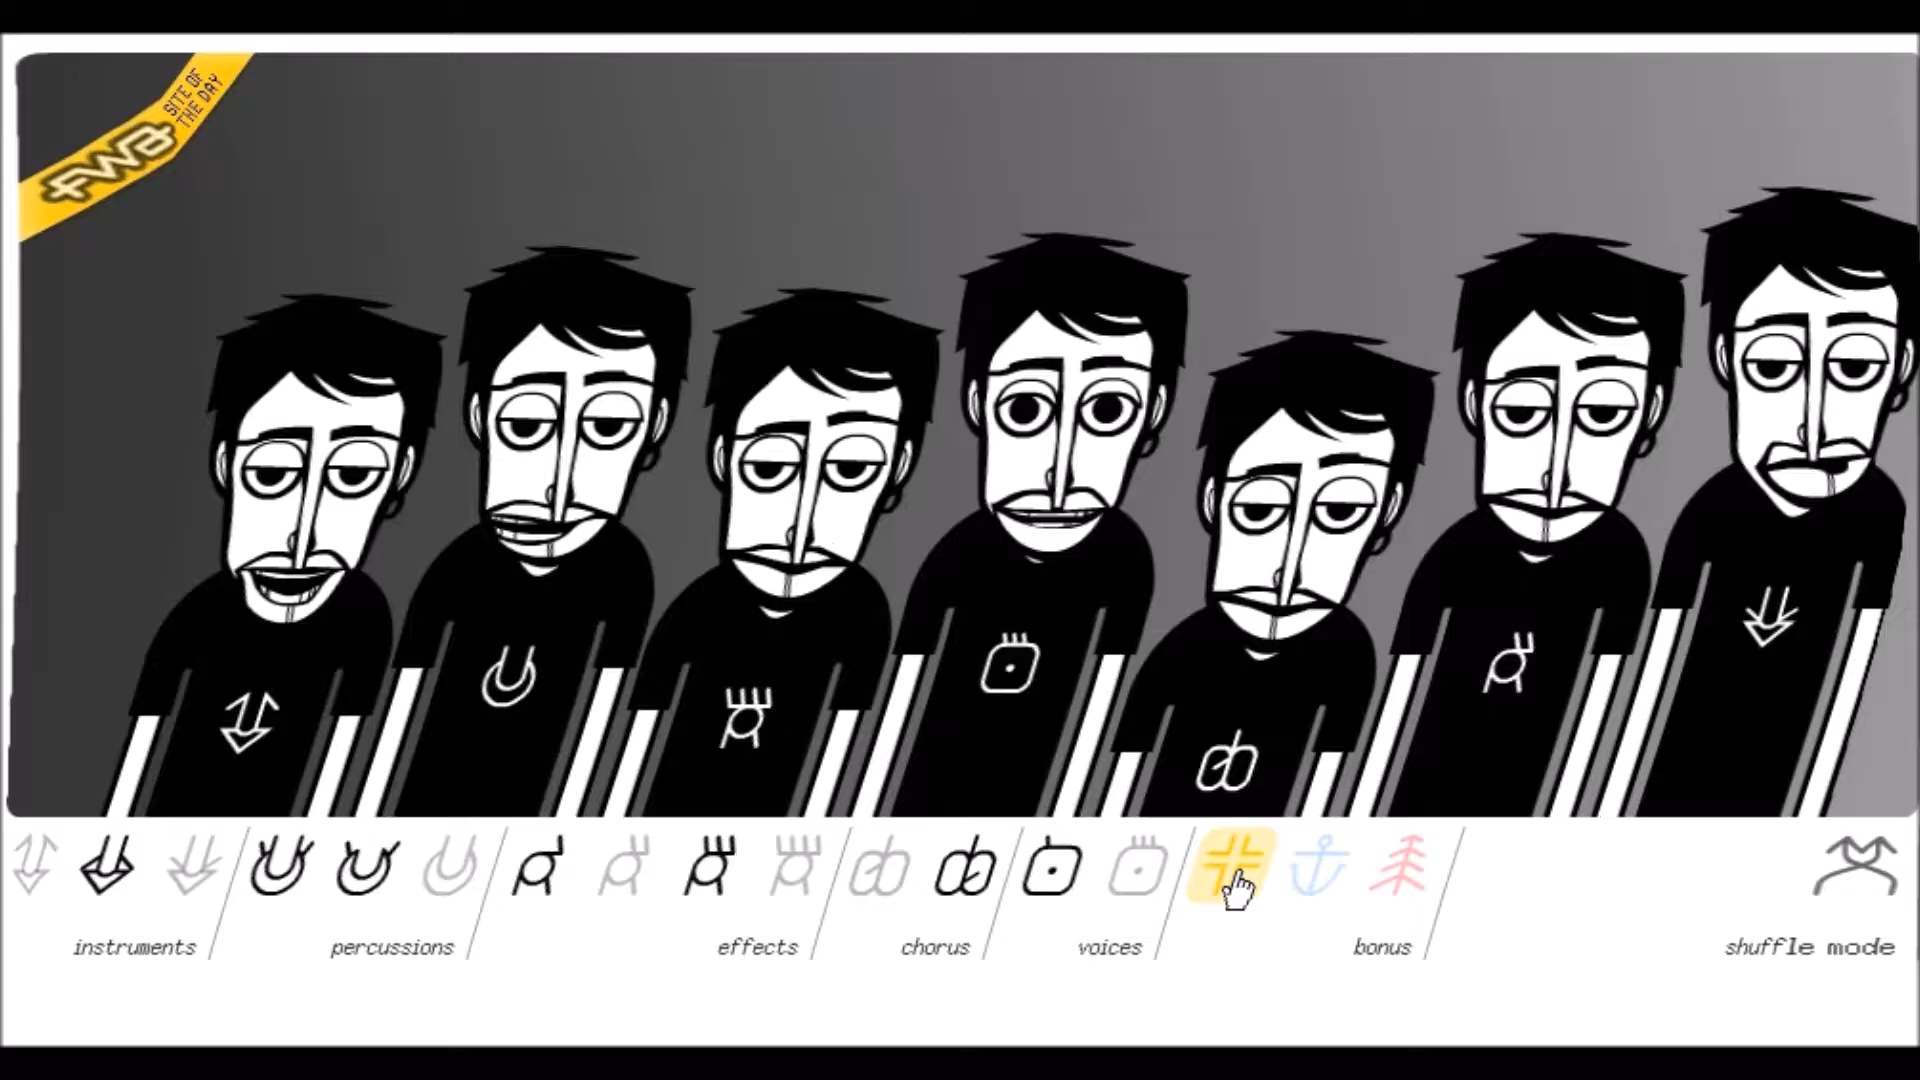 SITE OF
THE DAY
FWA
instruments
percussions
effects
chorus
voices
bonus
shuffle mode